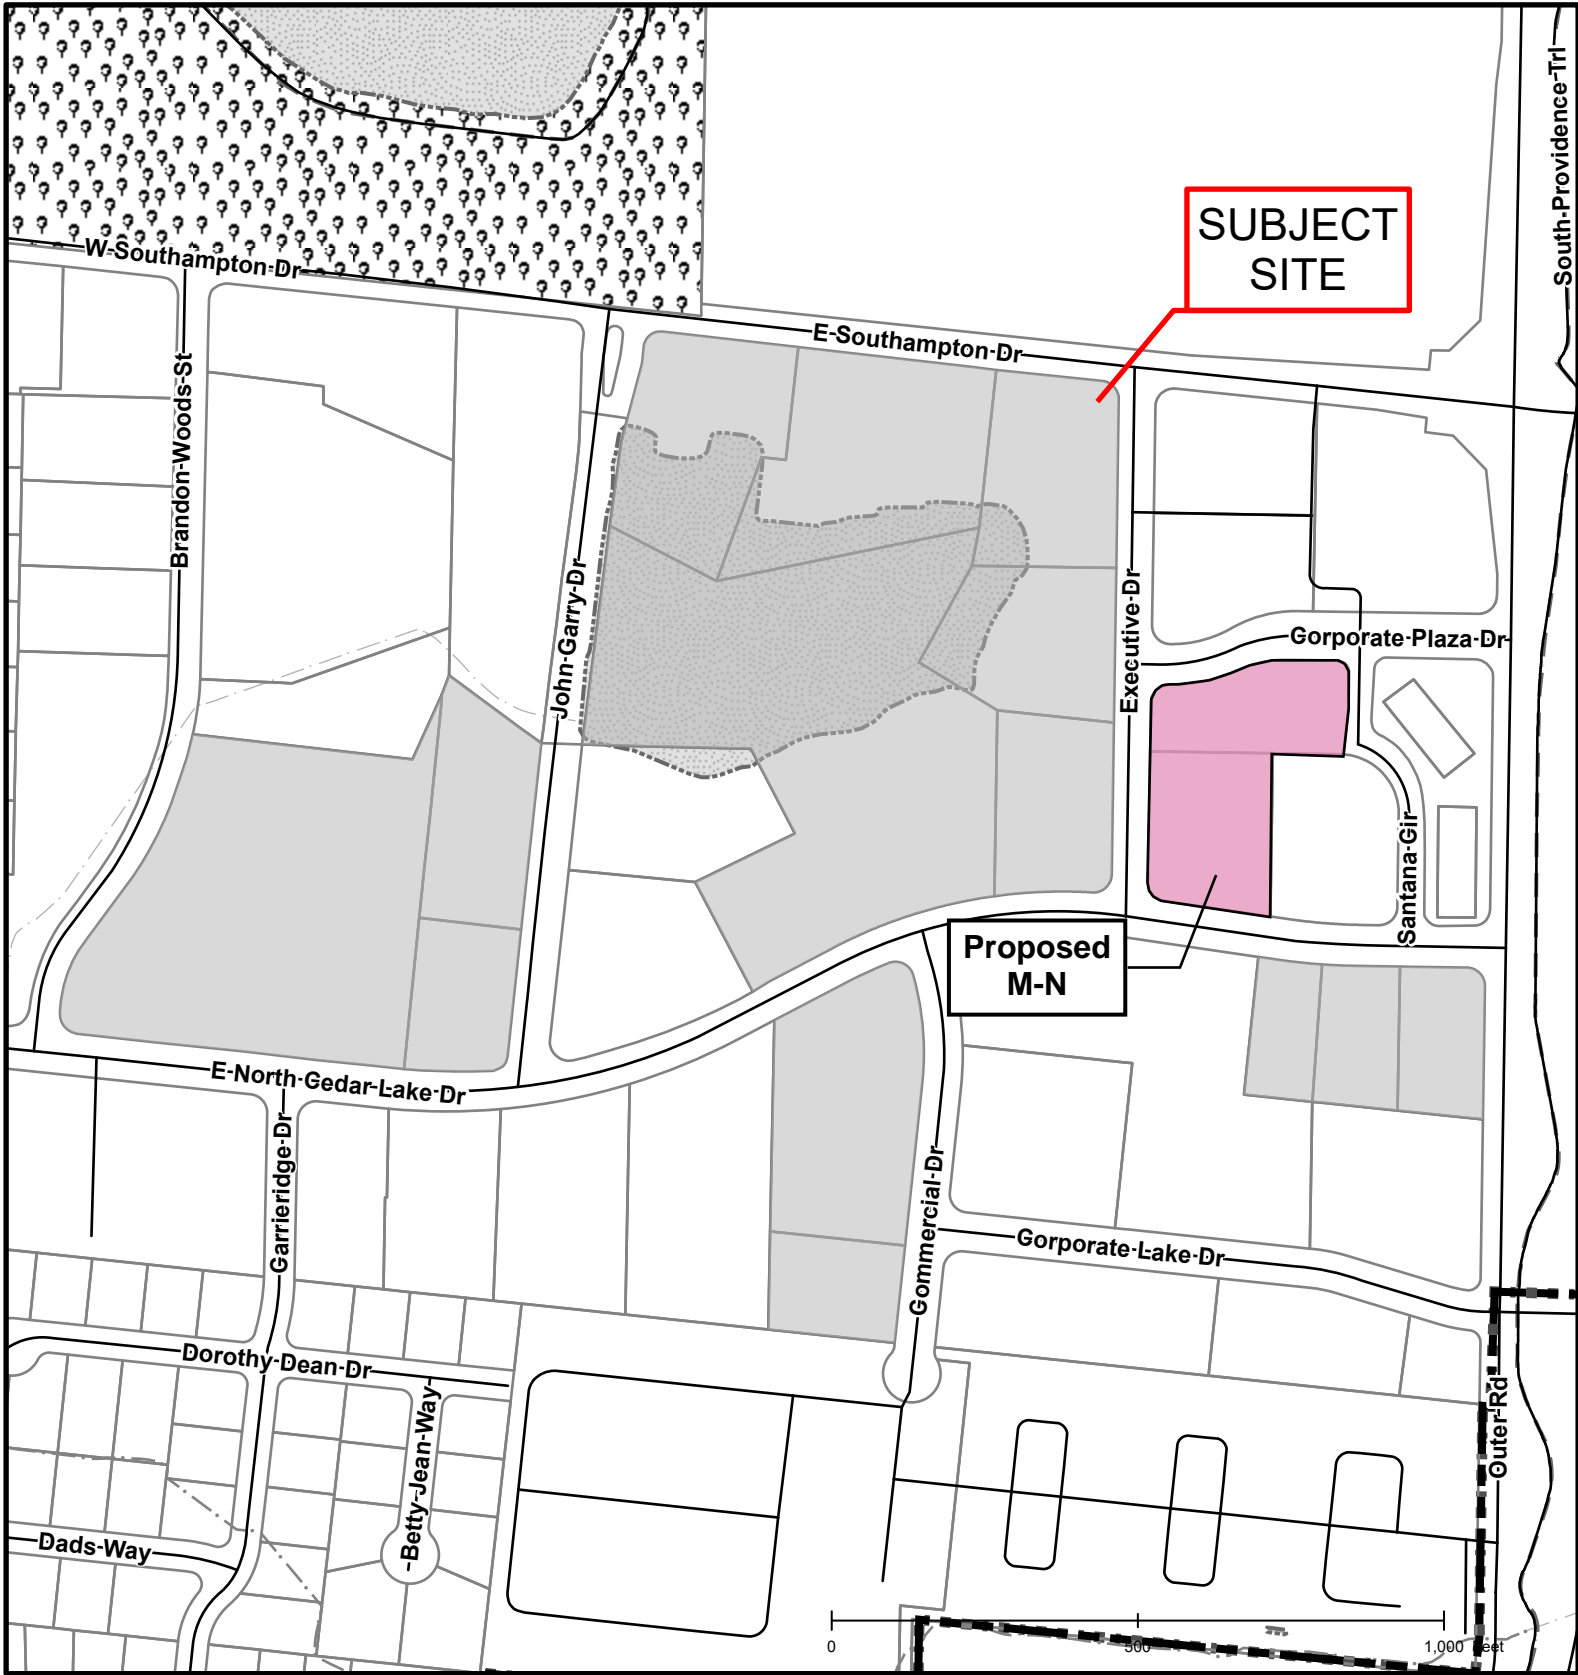 South-Providence-Trl
SUBJECT
SITE
W-Southampton-Dr
E-Southampton-Dr
Brandon-Woods-St
John-Garry-Dr
Executive-Dr
Gorporate-Plaza-Dr
Santana-Gir
Proposed
M-N
E-North-Gedar-Lake-Dr
Garrieridge-Dr
Gommercial-Dr
Gorporate-Lake-Dr
Dorothy-Dean-Dr
Betty-Jean-Way
Outer-Rd
Dads-Way
0 500 1,000 Feet